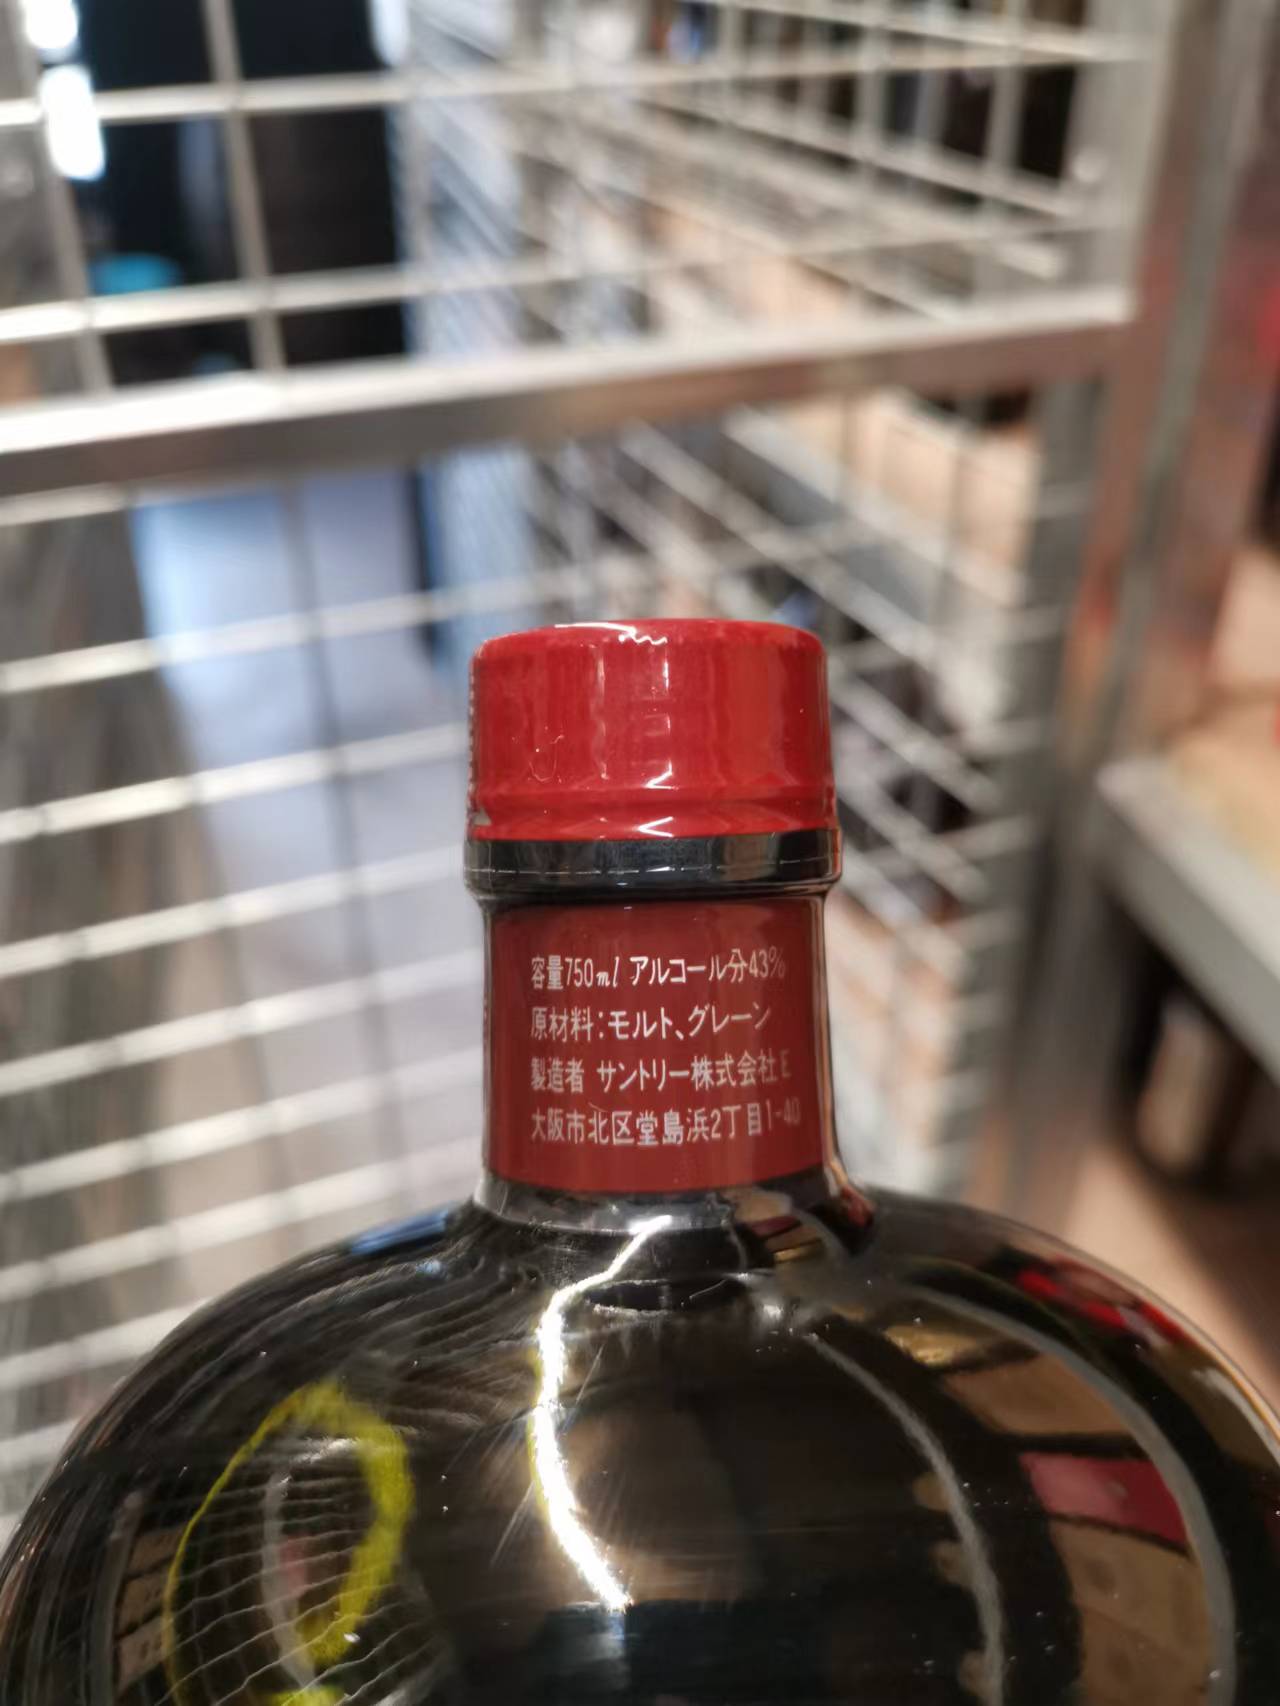 容量750ml アルコール分43%
原材料:モルト、グレーン
製造者 サントリー株式会社E
大阪市北区堂島浜2丁目1-40